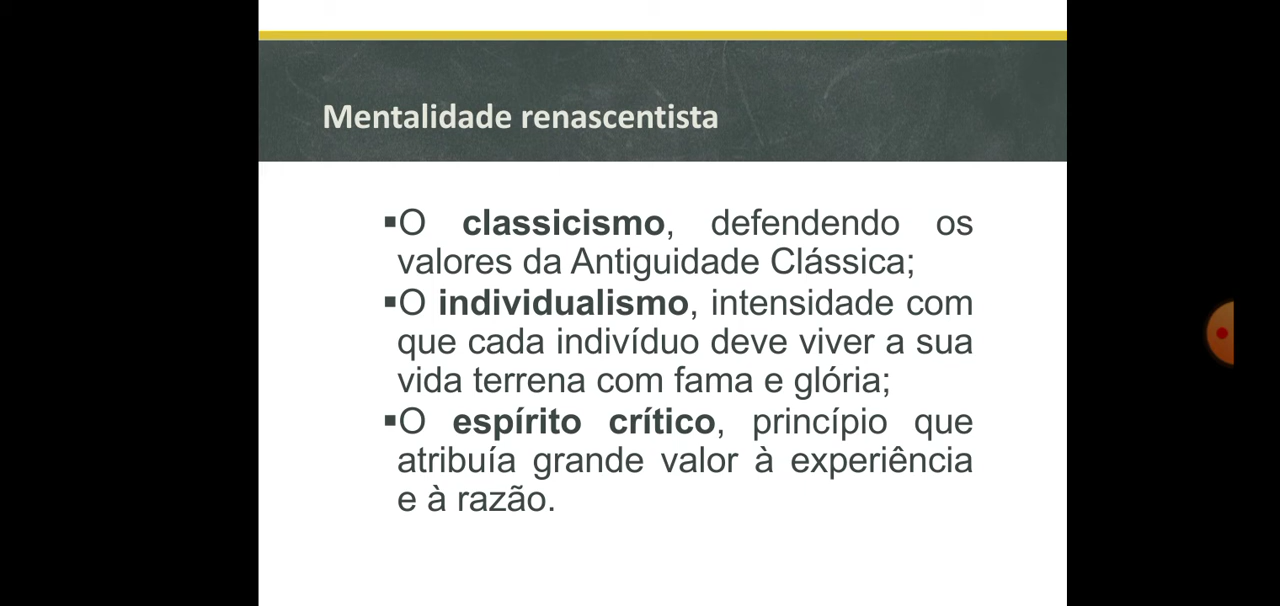 Mentalidade renascentista
▪O classicismo, defendendo os
valores da Antiguidade Clássica;
▪O individualismo, intensidade com
que cada indivíduo deve viver a sua
vida terrena com fama e glória;
▪O espírito crítico, princípio que
atribuía grande valor à experiência
e à razão.